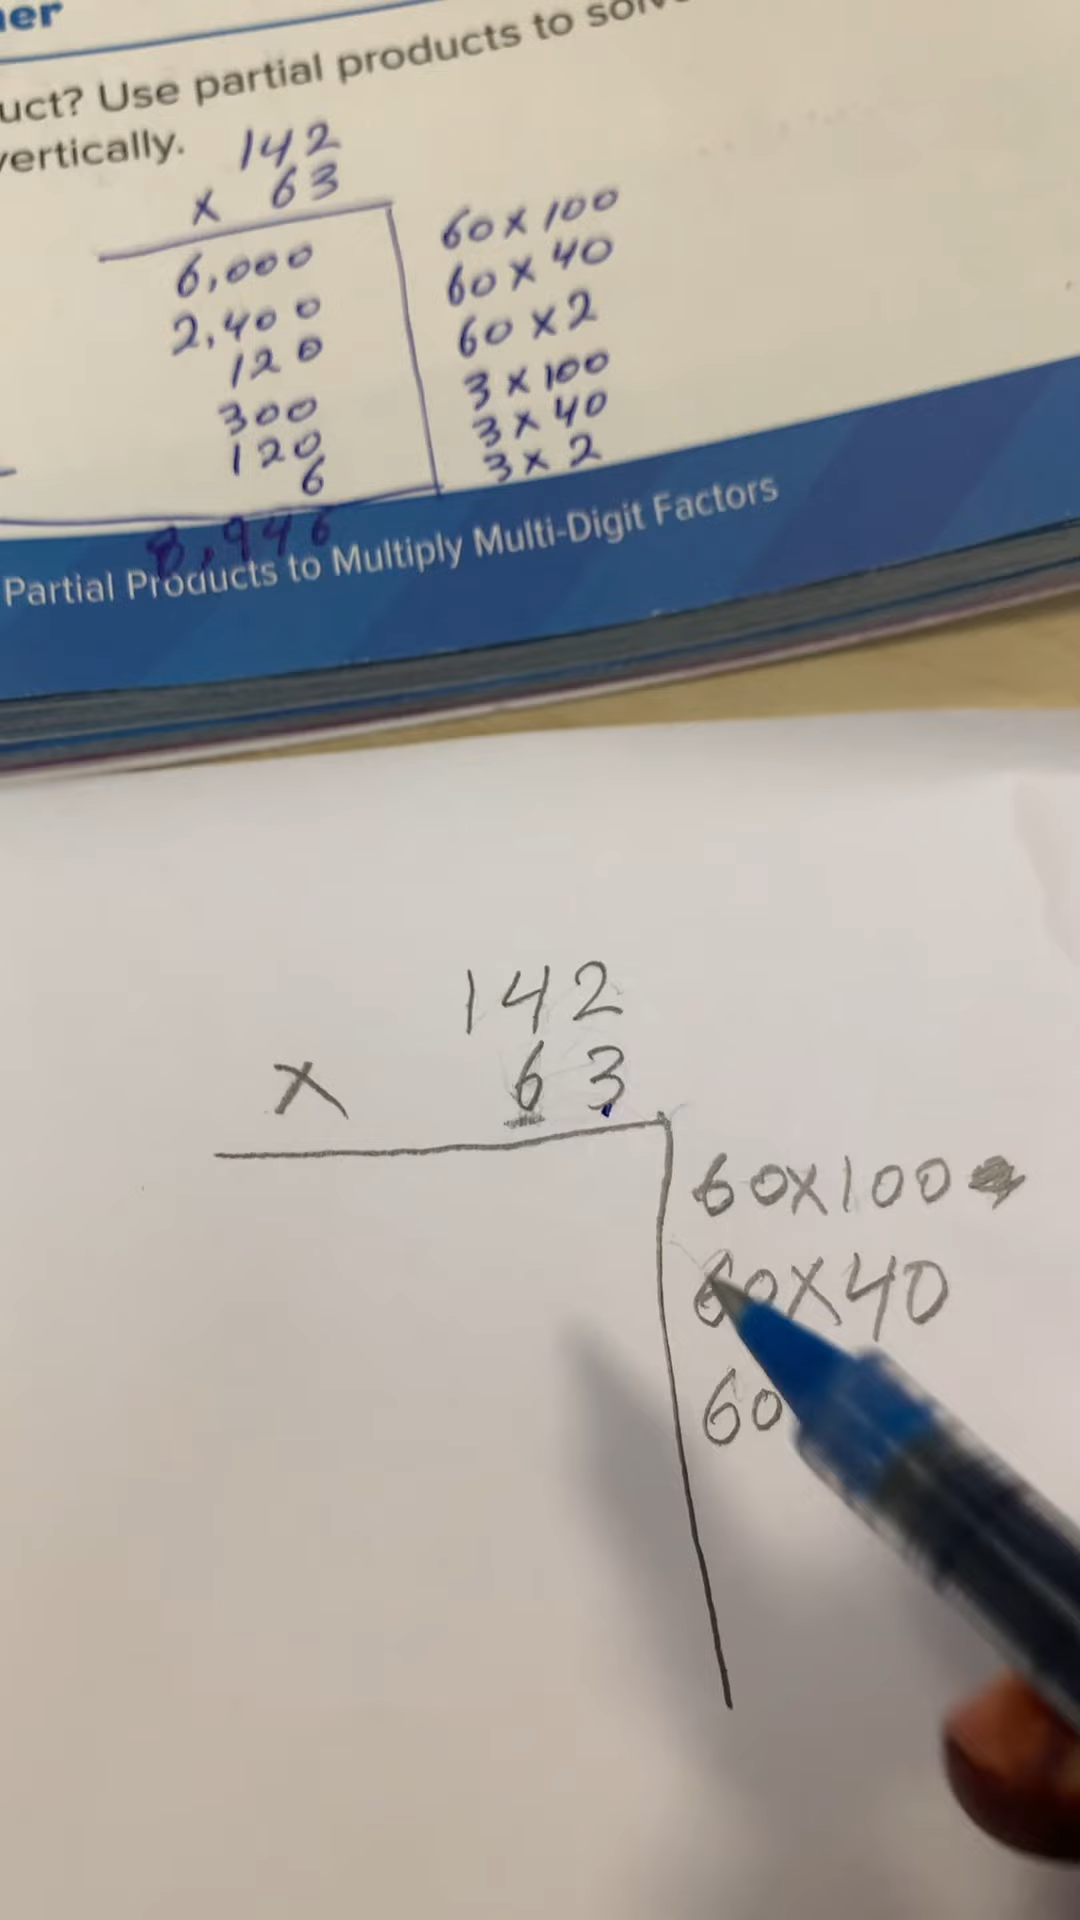 er
uct? Use partial products to
vertically.
142
x 63
6,000 60 x 100
2,400 60 x 40
120 60 x 2
300 3 x 100
120 3 x 40
6 3 x 2
8,946
Partial Products to Multiply Multi-Digit Factors
142
x 63
60x100
60x40
60